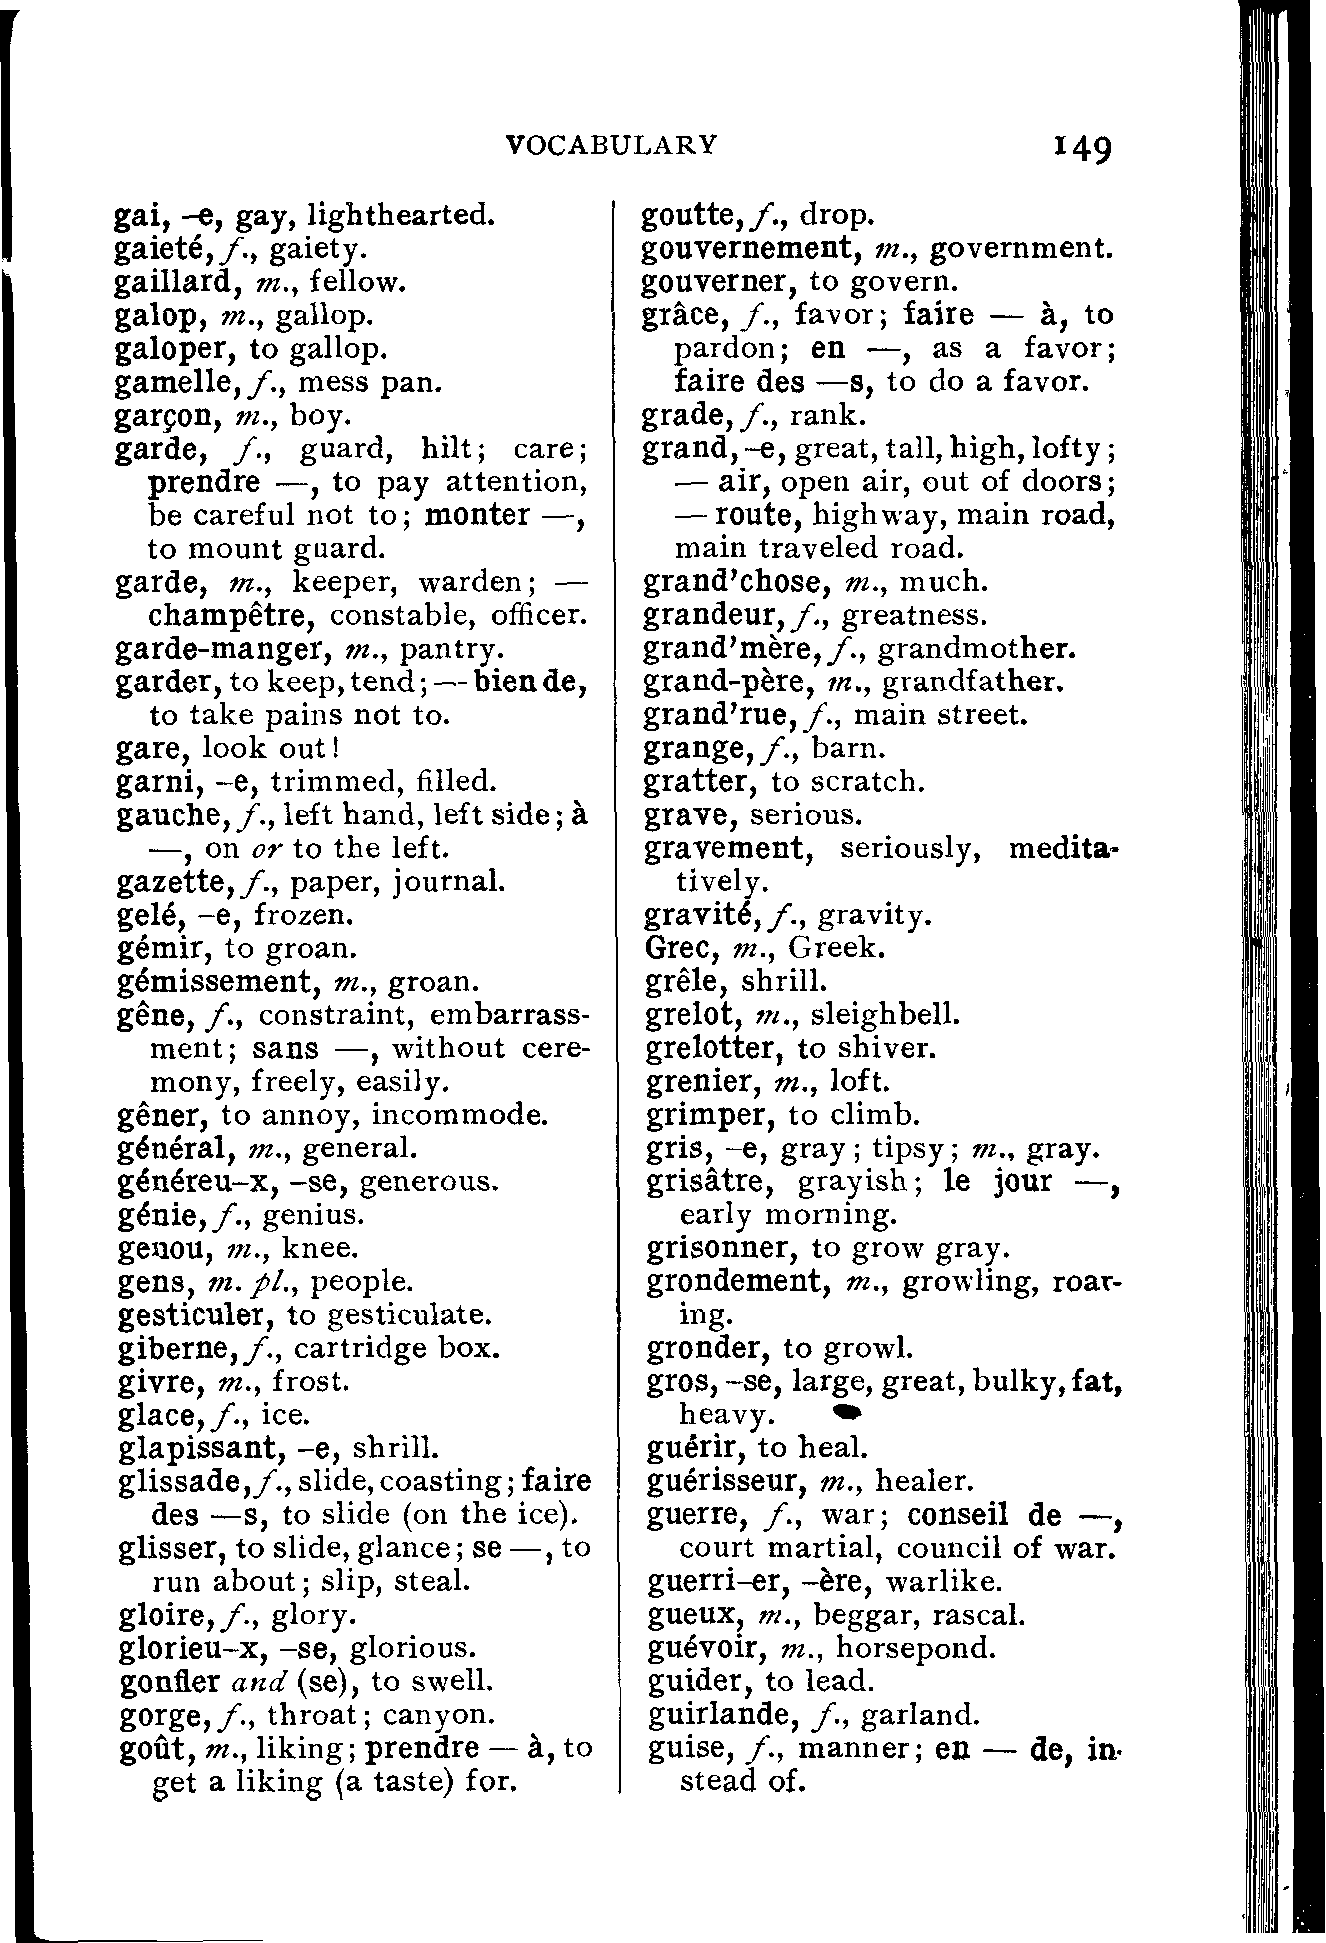 VOCABULARY 149
gai, –e, gay, lighthearted.
gaieté, f., gaiety.
gaillard, m., fellow.
galop, m., gallop.
galoper, to gallop.
gamelle, f., mess pan.
garçon, m., boy.
garde, f., guard, hilt; care;
prendre —, to pay attention,
be careful not to; monter —,
to mount guard.
garde, m., keeper, warden; —
champêtre, constable, officer.
garde-manger, m., pantry.
garder, to keep, tend; — bien de,
to take pains not to.
gare, look out!
garni, –e, trimmed, filled.
gauche, f., left hand, left side; à
—, on or to the left.
gazette, f., paper, journal.
gelé, –e, frozen.
gémir, to groan.
gémissement, m., groan.
gêne, f., constraint, embarrass-
ment; sans —, without cere-
mony, freely, easily.
gêner, to annoy, incommode.
général, m., general.
généreu–x, –se, generous.
génie, f., genius.
genou, m., knee.
gens, m. pl., people.
gesticuler, to gesticulate.
giberne, f., cartridge box.
givre, m., frost.
glace, f., ice.
glapissant, –e, shrill.
glissade, f., slide, coasting; faire
des —s, to slide (on the ice).
glisser, to slide, glance; se —, to
run about; slip, steal.
gloire, f., glory.
glorieu–x, –se, glorious.
gonfler and (se), to swell.
gorge, f., throat; canyon.
goût, m., liking; prendre — à, to
get a liking (a taste) for.
goutte, f., drop.
gouvernement, m., government.
gouverner, to govern.
grâce, f., favor; faire — à, to
pardon; en —, as a favor;
faire des —s, to do a favor.
grade, f., rank.
grand, –e, great, tall, high, lofty;
— air, open air, out of doors;
— route, highway, main road,
main traveled road.
grand'chose, m., much.
grandeur, f., greatness.
grand'mère, f., grandmother.
grand-père, m., grandfather.
grand'rue, f., main street.
grange, f., barn.
gratter, to scratch.
grave, serious.
gravement, seriously, medita-
tively.
gravité, f., gravity.
Grec, m., Greek.
grêle, shrill.
grelot, m., sleighbell.
grelotter, to shiver.
grenier, m., loft.
grimper, to climb.
gris, –e, gray; tipsy; m., gray.
grisâtre, grayish; le jour —,
early morning.
grisonner, to grow gray.
grondement, m., growling, roar-
ing.
gronder, to growl.
gros, –se, large, great, bulky, fat,
heavy.
guérir, to heal.
guérisseur, m., healer.
guerre, f., war; conseil de —,
court martial, council of war.
guerri–er, –ère, warlike.
gueux, m., beggar, rascal.
guévoir, m., horsepond.
guider, to lead.
guirlande, f., garland.
guise, f., manner; en — de, in-
stead of.